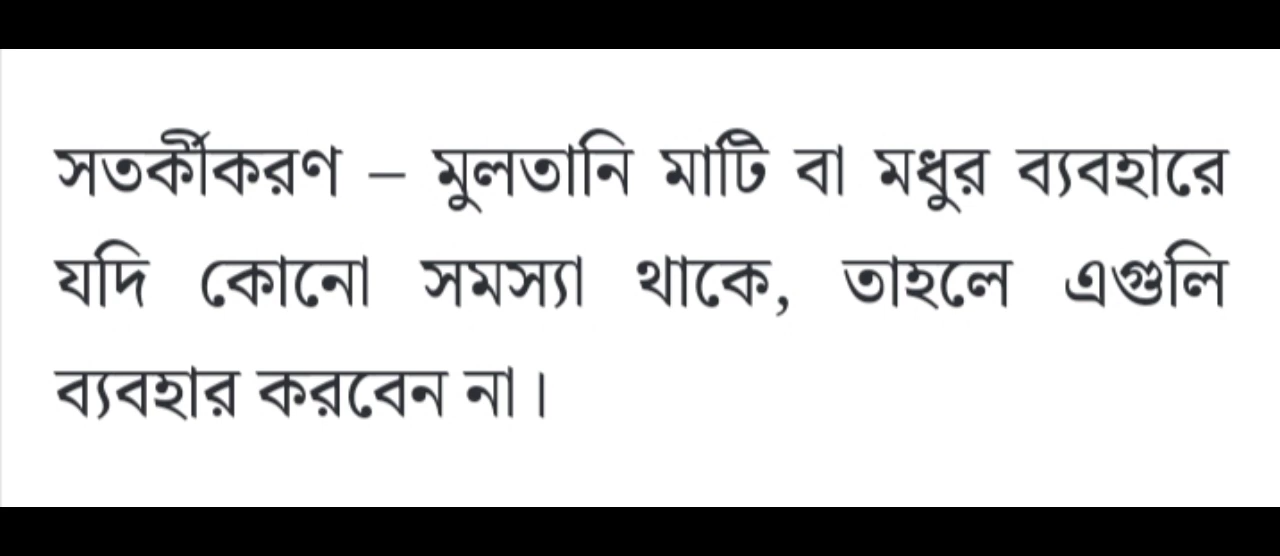 সতর্কীকরণ – মুলতানি মাটি বা মধুর ব্যবহারে
যদি কোনো সমস্যা থাকে, তাহলে এগুলি
ব্যবহার করবেন না।